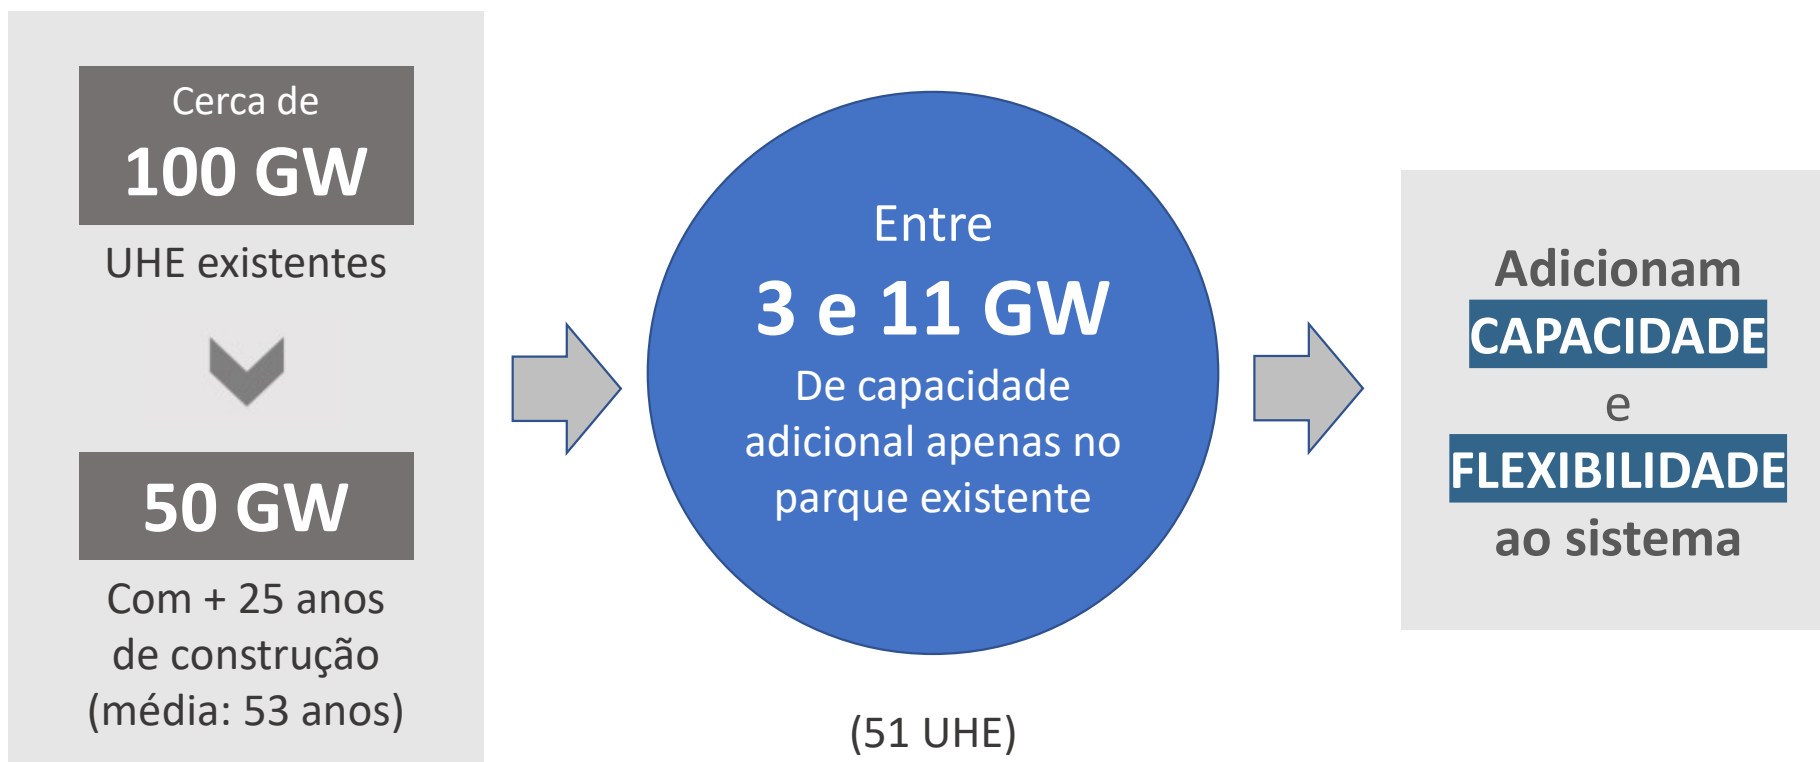 Cerca de
100 GW
UHE existentes
50 GW
Com + 25 anos
de construção
(média: 53 anos)
Entre
3 e 11 GW
De capacidade
adicional apenas no
parque existente
(51 UHE)
Adicionam
CAPACIDADE
e
FLEXIBILIDADE
ao sistema